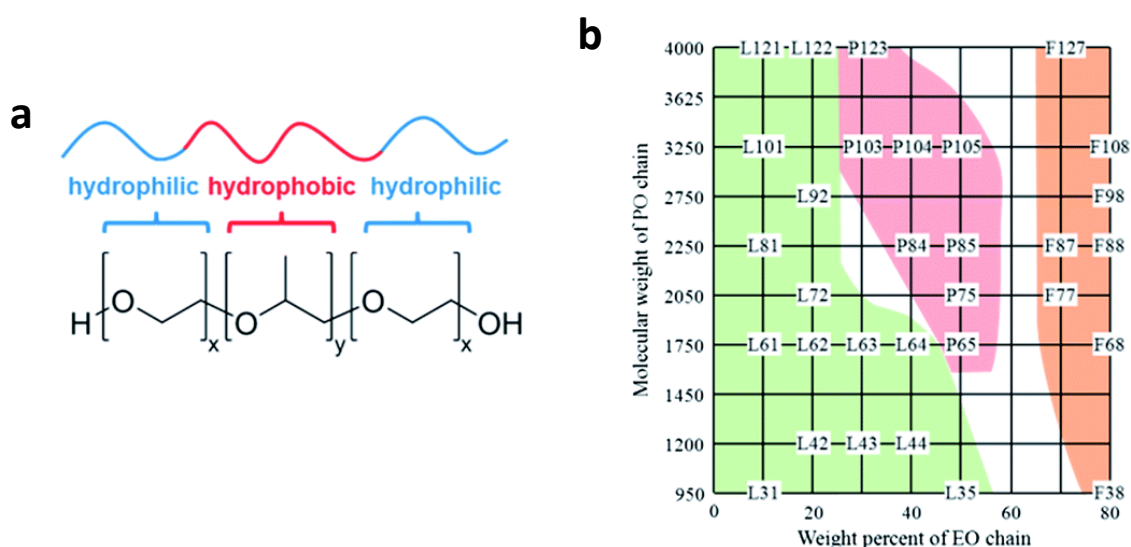 a
hydrophilic hydrophobic hydrophilic
H O x O y O x OH
b
Molecular weight of PO chain
4000 L121 L122 P123 F127
3625
3250 L101 P103 P104 P105 F108
2750 L92 F98
2250 L81 P84 P85 F87 F88
2050 L72 P75 F77
1750 L61 L62 L63 L64 P65 F68
1450
1200 L42 L43 L44
950 L31 L35 F38
0 20 40 60 80
Weight percent of EO chain